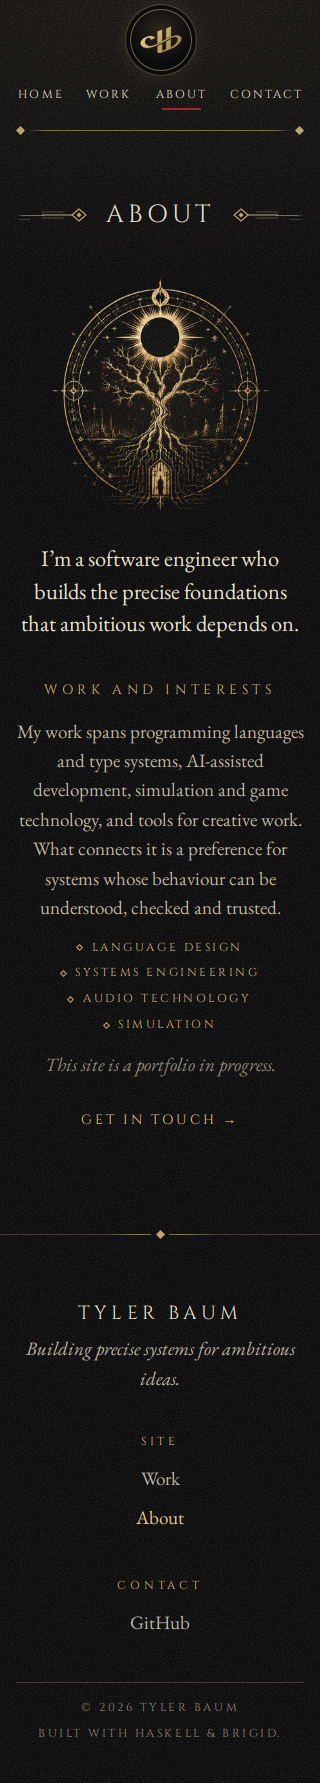 HOME WORK ABOUT CONTACT
ABOUT
I’m a software engineer who
builds the precise foundations
that ambitious work depends on.
WORK AND INTERESTS
My work spans programming languages
and type systems, AI-assisted
development, simulation and game
technology, and tools for creative work.
What connects it is a preference for
systems whose behaviour can be
understood, checked and trusted.
LANGUAGE DESIGN
SYSTEMS ENGINEERING
AUDIO TECHNOLOGY
SIMULATION
This site is a portfolio in progress.
GET IN TOUCH →
TYLER BAUM
Building precise systems for ambitious
ideas.
SITE
Work
About
CONTACT
GitHub
© 2026 TYLER BAUM
BUILT WITH HASKELL & BRIGID.